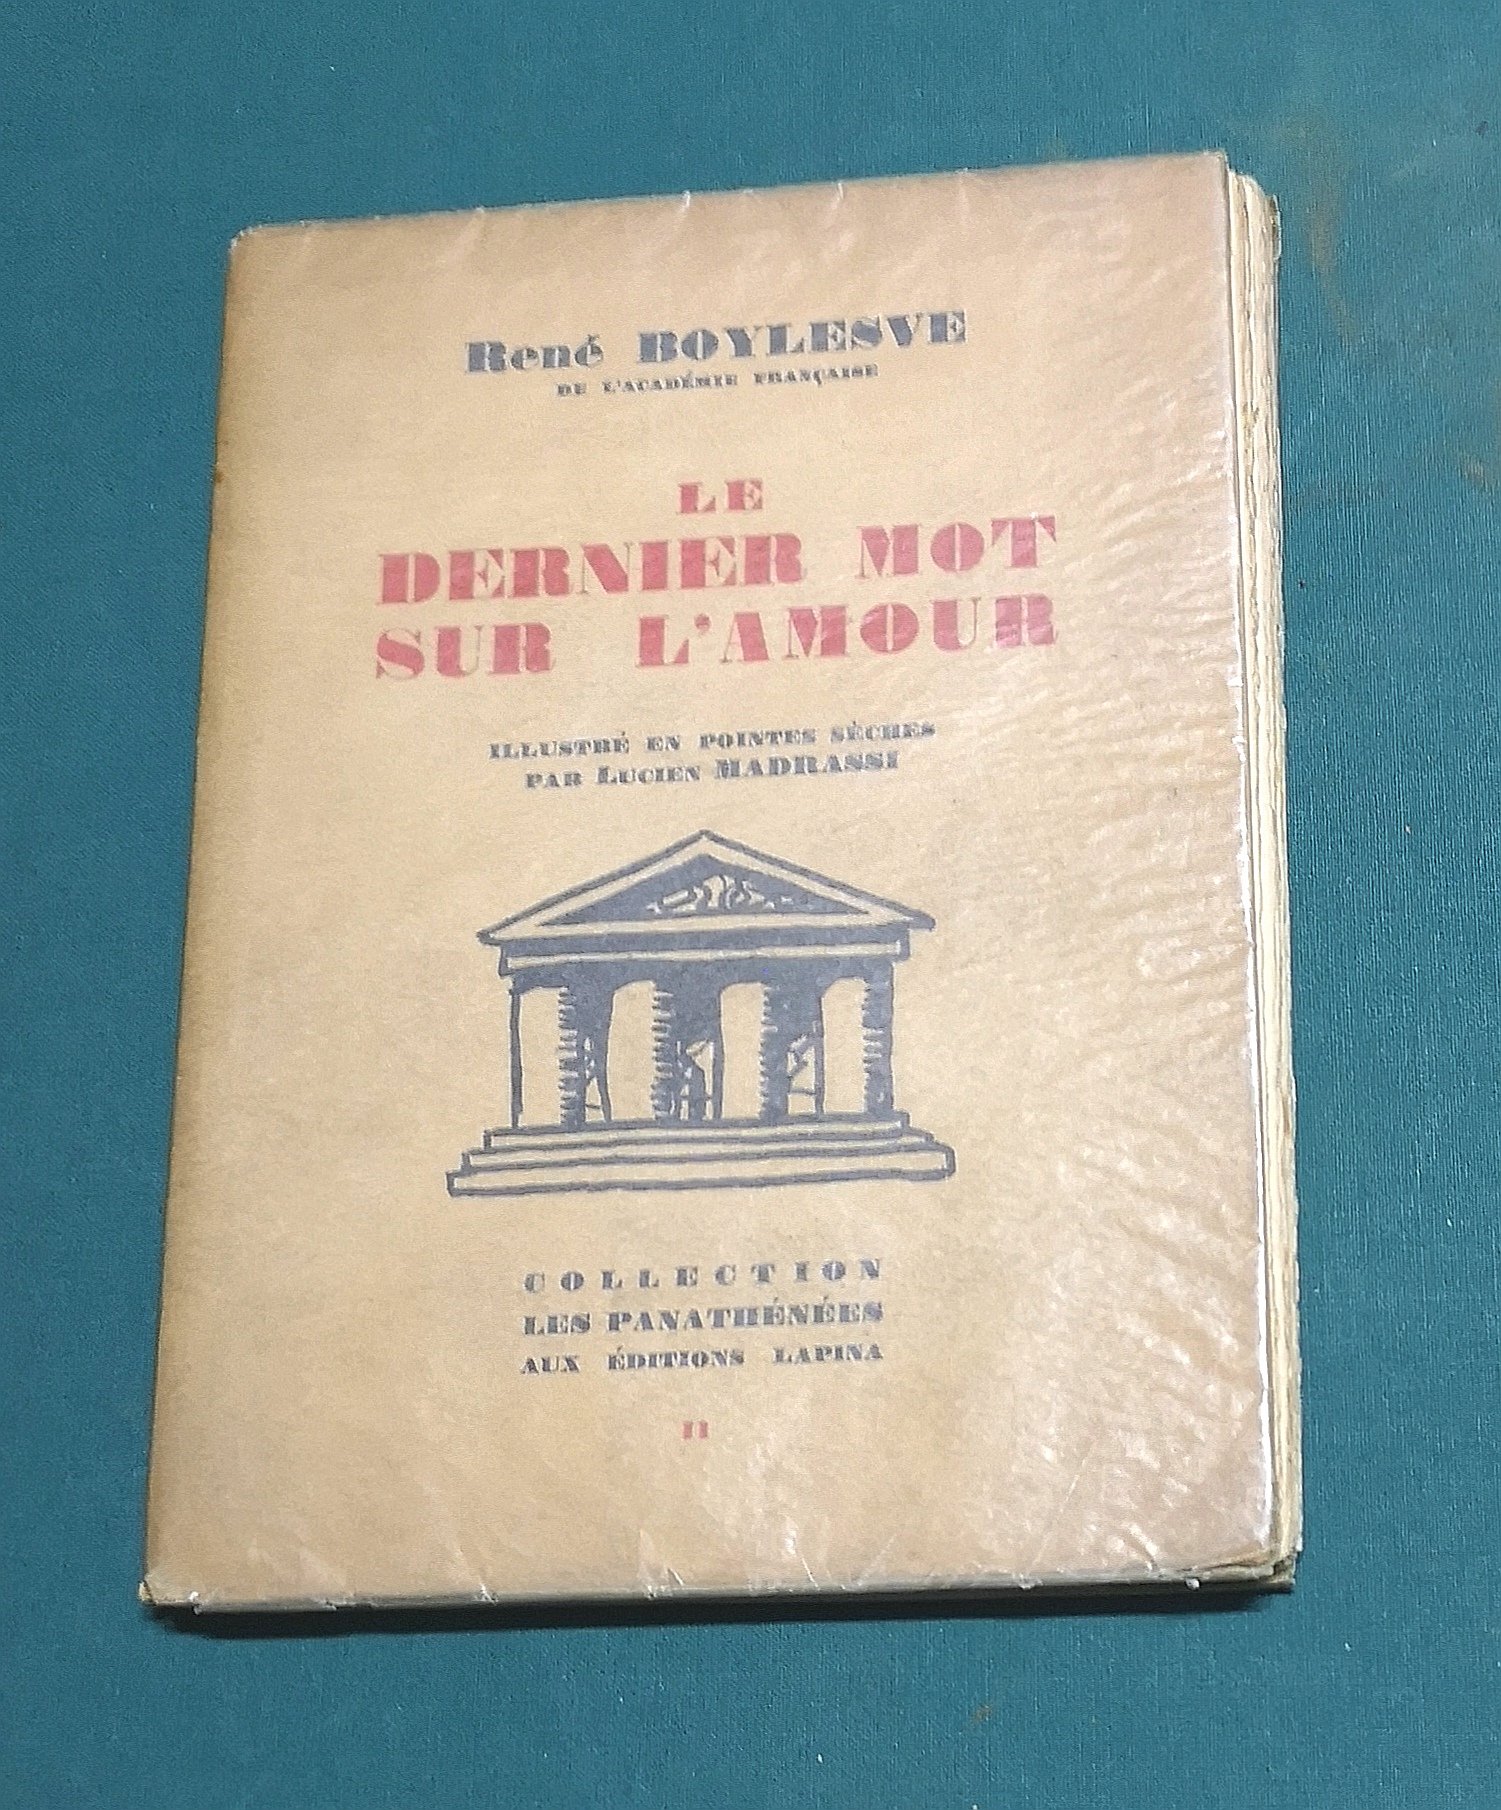 René BOYLESVE
DE L'ACADÉMIE FRANÇAISE
LE
DERNIER MOT
SUR L'AMOUR
ILLUSTRÉ EN POINTES SÈCHES
PAR LUCIEN MADRASSI
COLLECTION
LES PANATHÉNÉES
AUX ÉDITIONS LAPINA
II